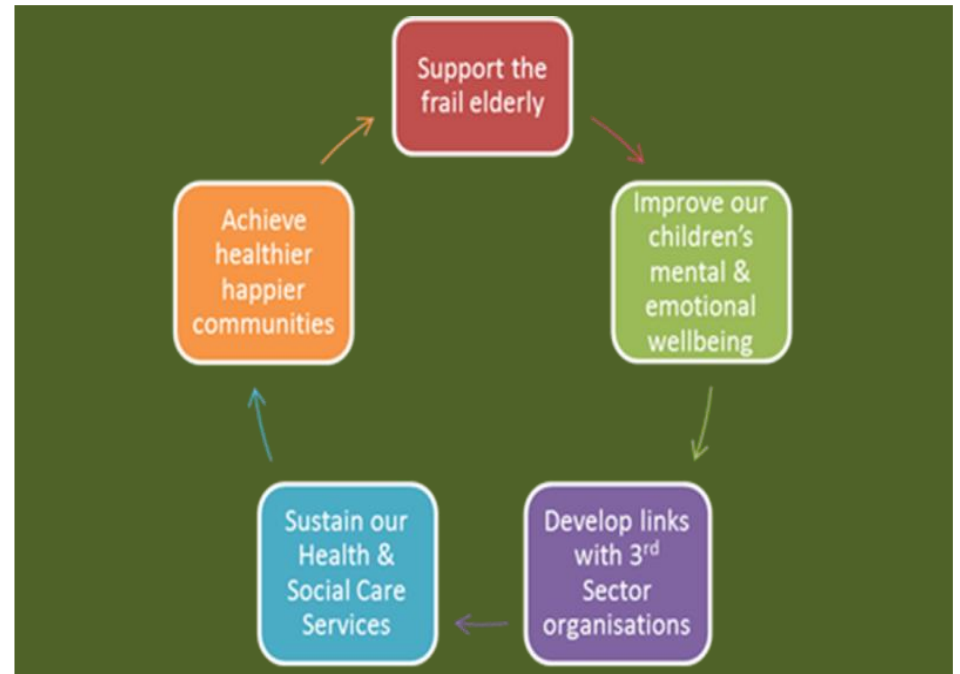 Support the
frail elderly
Improve our
children’s
mental &
emotional
wellbeing
Develop links
with 3rd
Sector
organisations
Sustain our
Health &
Social Care
Services
Achieve
healthier
happier
communities